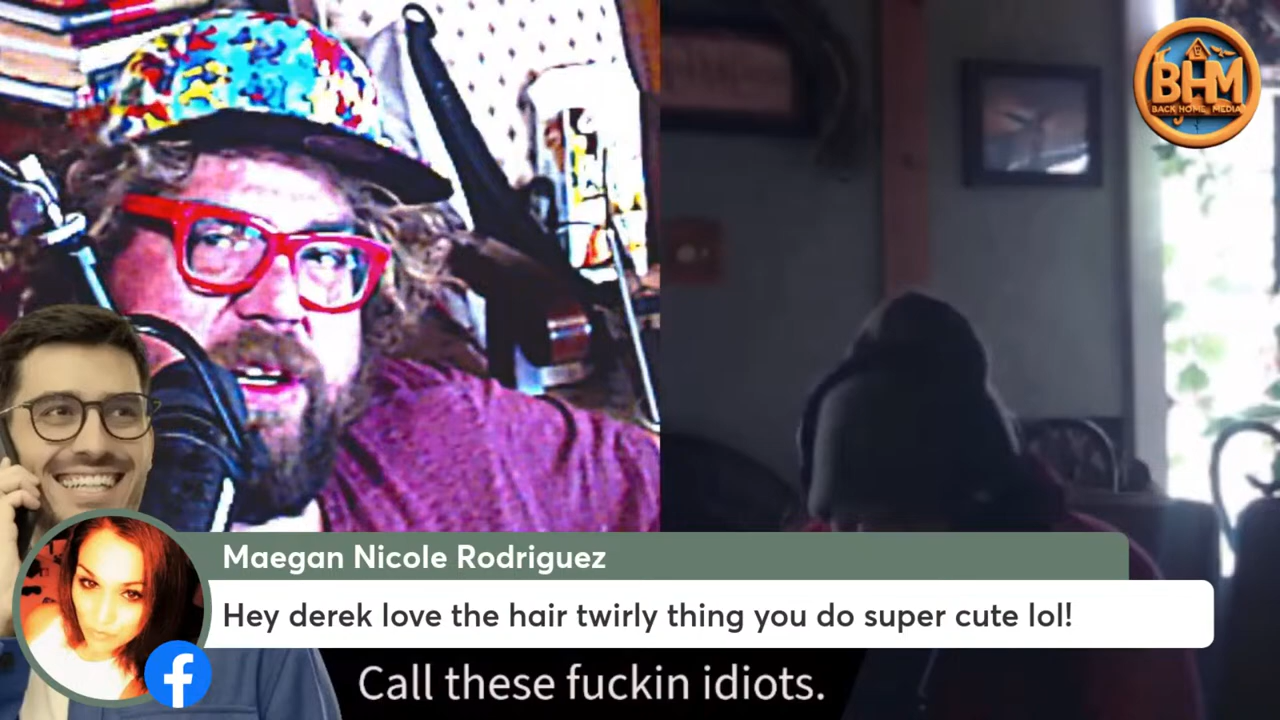 BHM
BACK HOME MEDIA
Maegan Nicole Rodriguez
Hey derek love the hair twirly thing you do super cute lol!
Call these fuckin idiots.